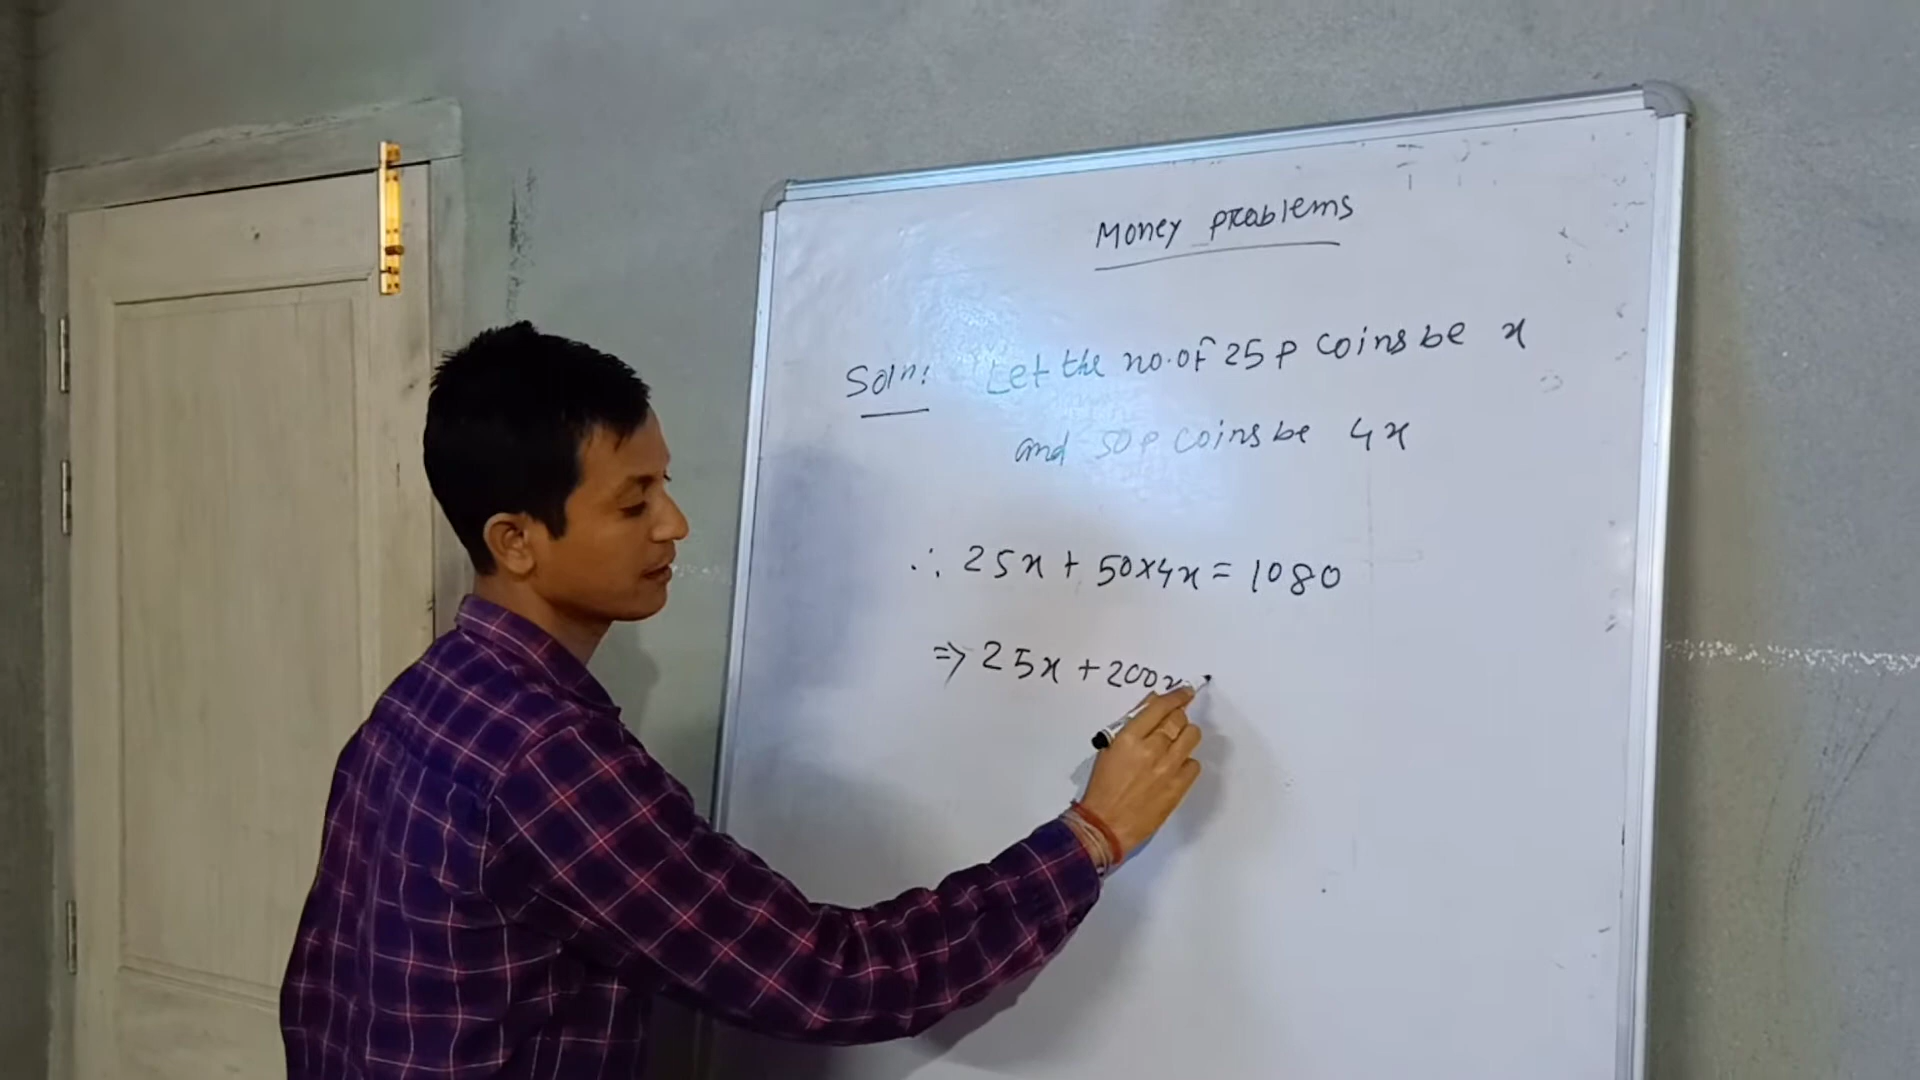 Money problems
Soln: Let the no. of 25 p coins be x
and 50 p coins be 4x
∴ 25x + 50×4x = 1080
⇒ 25x + 200x